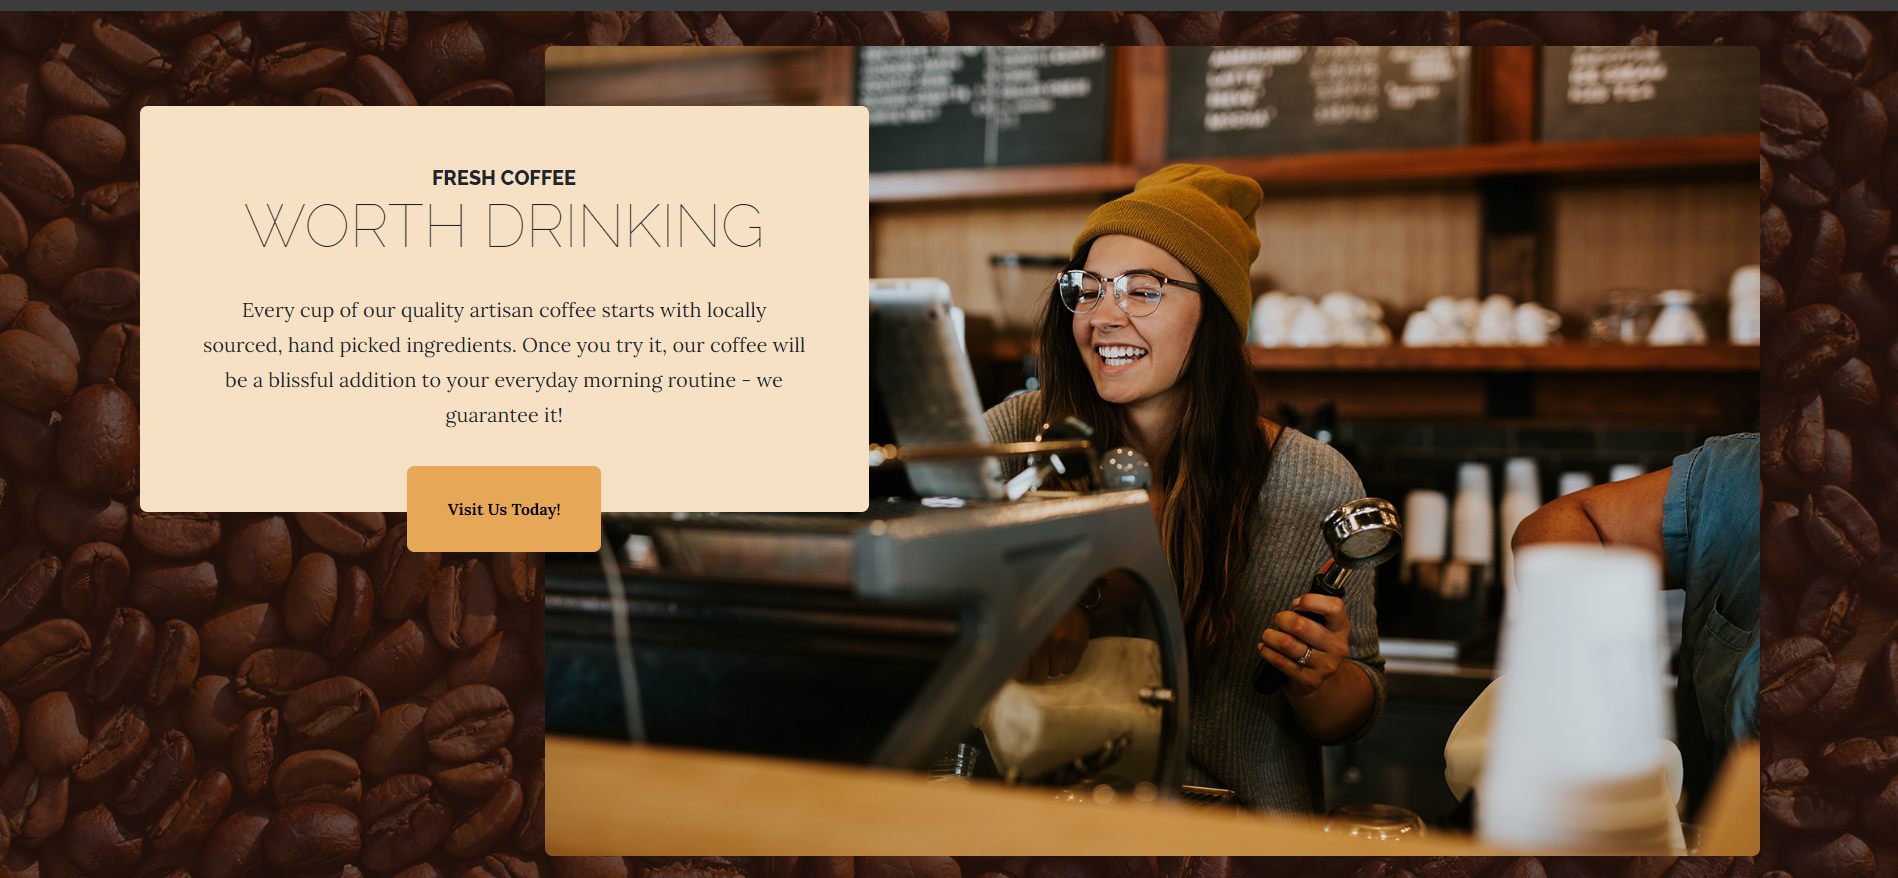 FRESH COFFEE
WORTH DRINKING
Every cup of our quality artisan coffee starts with locally
sourced, hand picked ingredients. Once you try it, our coffee will
be a blissful addition to your everyday morning routine - we
guarantee it!
Visit Us Today!